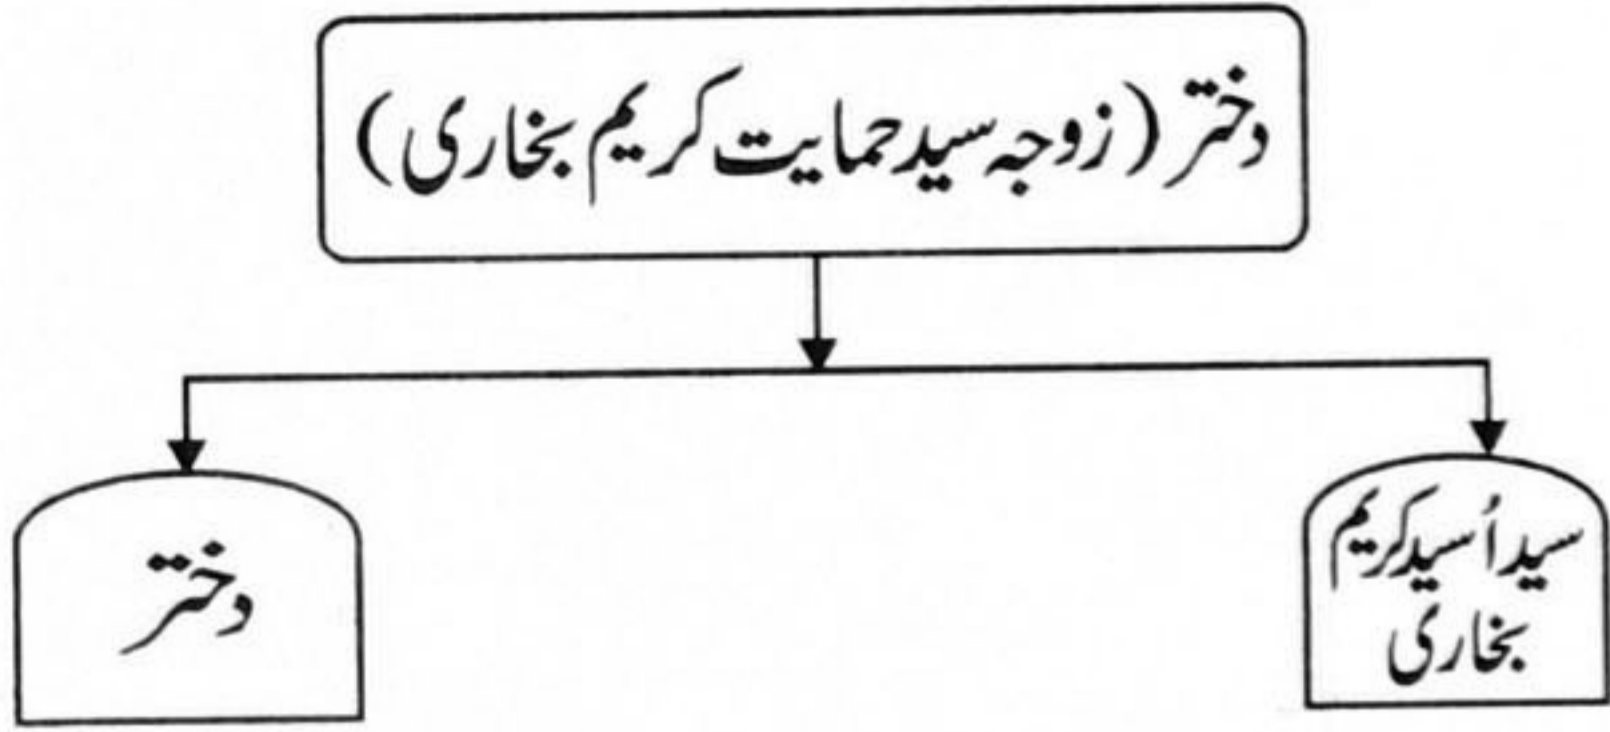 دختر (زوجہ سید حمایت کریم بخاری)
سید اُسید کریم
بخاری
دختر